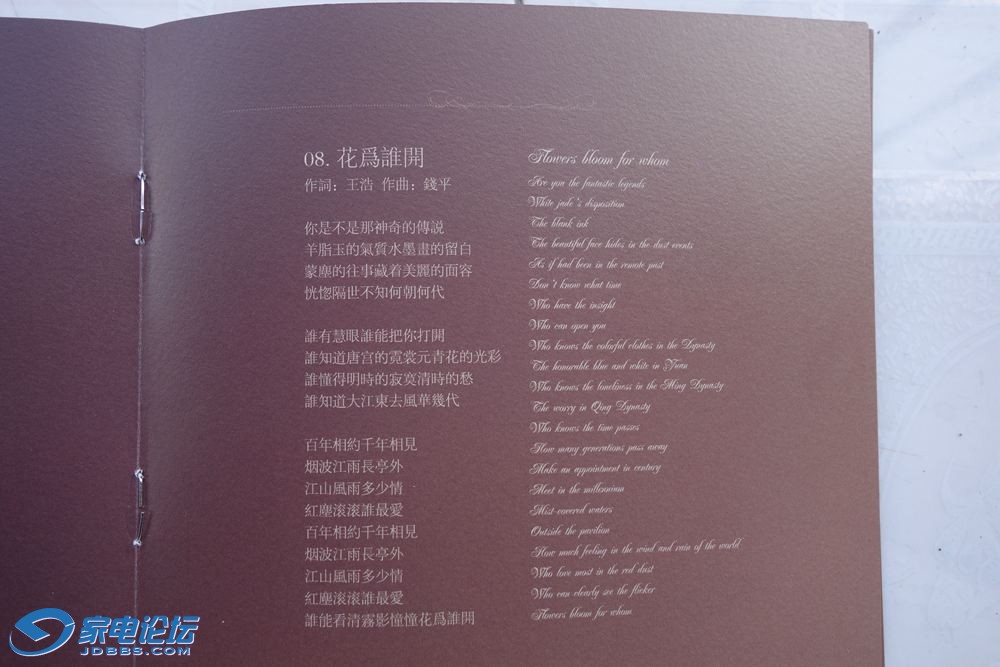 08. 花爲誰開
作詞：王浩 作曲：錢平
你是不是那神奇的傳説
羊脂玉的氣質水墨畫的留白
蒙塵的往事藏着美麗的面容
恍惚隔世不知何朝何代
誰有慧眼誰能把你打開
誰知道唐宫的霓裳元青花的光彩
誰懂得明時的寂寞清時的愁
誰知道大江東去風華幾代
百年相約千年相見
烟波江雨長亭外
江山風雨多少情
紅塵滚滚誰最愛
百年相約千年相見
烟波江雨長亭外
江山風雨多少情
紅塵滚滚誰最愛
誰能看清霧影憧憧花爲誰開
Flowers bloom for whom
Are you the fantastic legends
White jade's disposition
The blank ink
The beautiful face hides in the dust events
As if had been in the remote past
Don't know what time
Who have the insight
Who can open you
Who knows the colorful clothes in the Dynasty
The honorable blue and white in Yuan
Who knows the loneliness in the Ming Dynasty
The worry in Qing Dynasty
Who knows the time passes
How many generations pass away
Make an appointment in century
Meet in the millennium
Mist-covered waters
Outside the pavilion
How much feeling in the wind and rain of the world
Who love most in the red dust
Who can clearly see the flicker
Flowers bloom for whom
家电论坛
JDBBS.COM